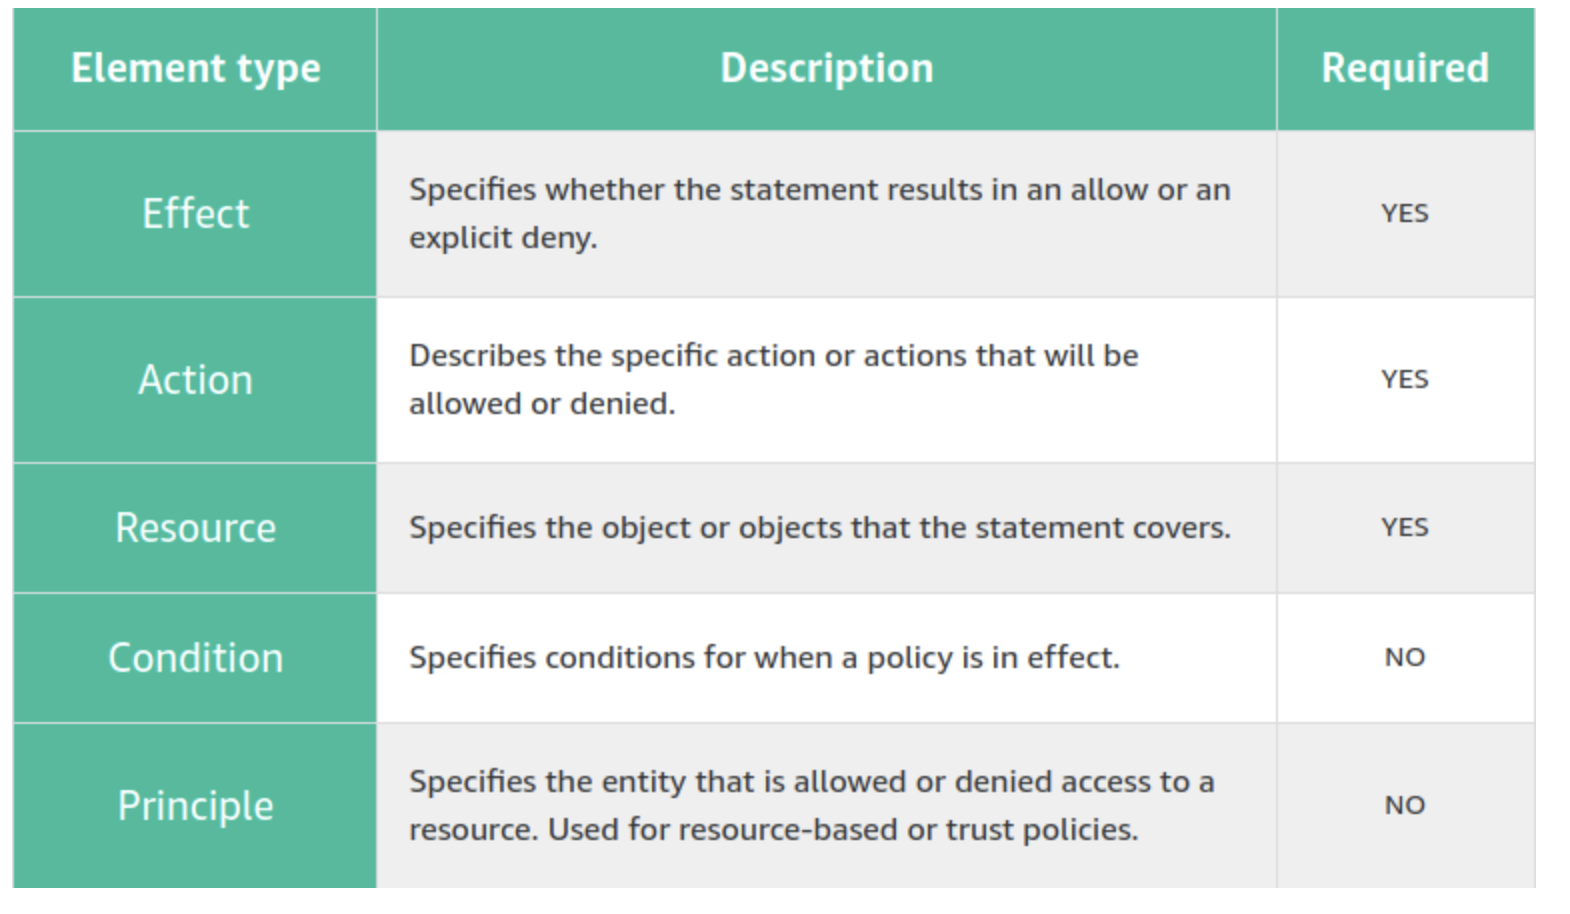 Element type Description Required
Effect
Specifies whether the statement results in an allow or an
explicit deny.
YES
Action
Describes the specific action or actions that will be
allowed or denied.
YES
Resource
Specifies the object or objects that the statement covers.
YES
Condition
Specifies conditions for when a policy is in effect.
NO
Principle
Specifies the entity that is allowed or denied access to a
resource. Used for resource-based or trust policies.
NO